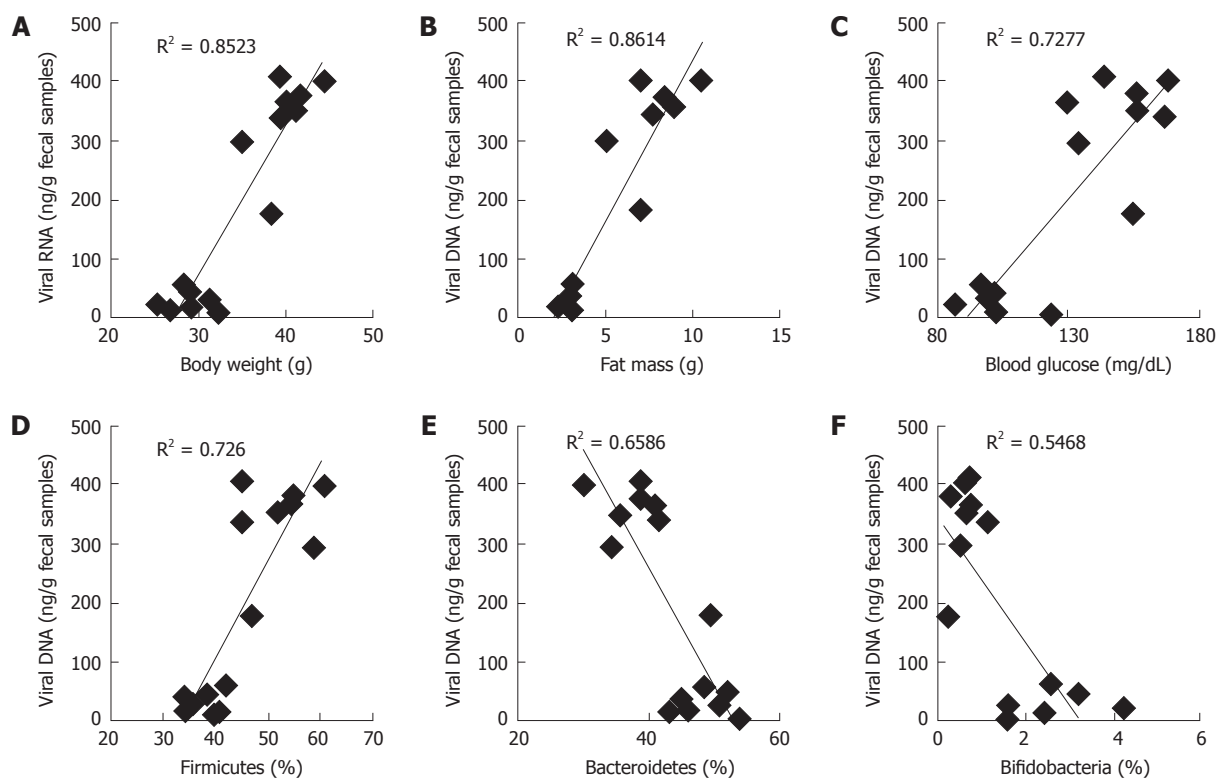 A
R² = 0.8523
Viral RNA (ng/g fecal samples)
500
400
300
200
100
0
20 30 40 50
Body weight (g)
B
R² = 0.8614
Viral DNA (ng/g fecal samples)
500
400
300
200
100
0
0 5 10 15
Fat mass (g)
C
R² = 0.7277
Viral DNA (ng/g fecal samples)
500
400
300
200
100
0
80 130 180
Blood glucose (mg/dL)
D
R² = 0.726
Viral DNA (ng/g fecal samples)
500
400
300
200
100
0
20 30 40 50 60 70
Firmicutes (%)
E
R² = 0.6586
Viral DNA (ng/g fecal samples)
500
400
300
200
100
0
20 40 60
Bacteroidetes (%)
F
R² = 0.5468
Viral DNA (ng/g fecal samples)
500
400
300
200
100
0
0 2 4 6
Bifidobacteria (%)